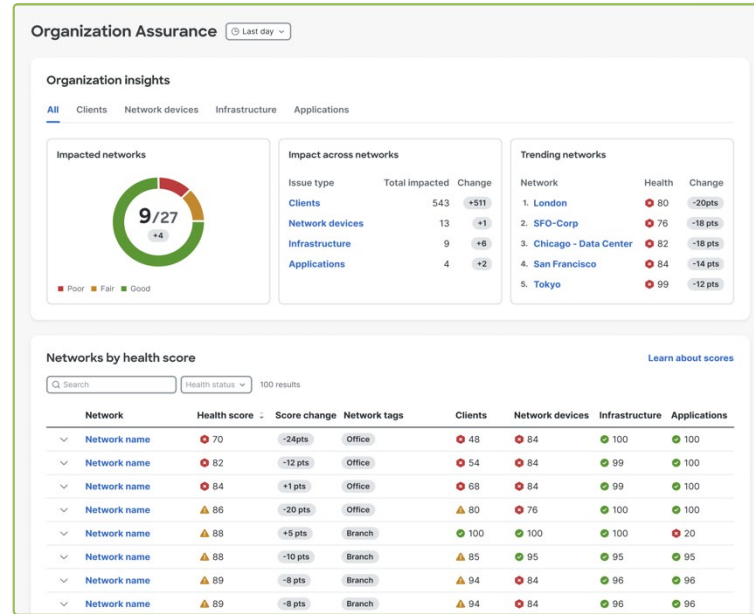 Organization Assurance Last day
Organization insights
All Clients Network devices Infrastructure Applications
Impacted networks
9/27
+4
Poor Fair Good
Impact across networks
Issue type Total impacted Change
Clients 543 +511
Network devices 13 +1
Infrastructure 9 +6
Applications 4 +2
Trending networks
Network Health Change
1. London 80 -20pts
2. SFO-Corp 76 -18 pts
3. Chicago - Data Center 82 -18 pts
4. San Francisco 84 -14 pts
5. Tokyo 99 -12 pts
Networks by health score Learn about scores
Search Health status 100 results
Network Health score Score change Network tags Clients Network devices Infrastructure Applications
Network name 70 -24pts Office 48 84 100 100
Network name 82 -12 pts Office 54 84 99 100
Network name 84 +1 pts Office 68 84 99 100
Network name 86 -20 pts Office 80 76 100 100
Network name 88 +5 pts Branch 100 100 100 20
Network name 88 -10 pts Branch 85 95 95 95
Network name 89 -8 pts Branch 94 84 96 96
Network name 89 -8 pts Branch 94 84 96 96